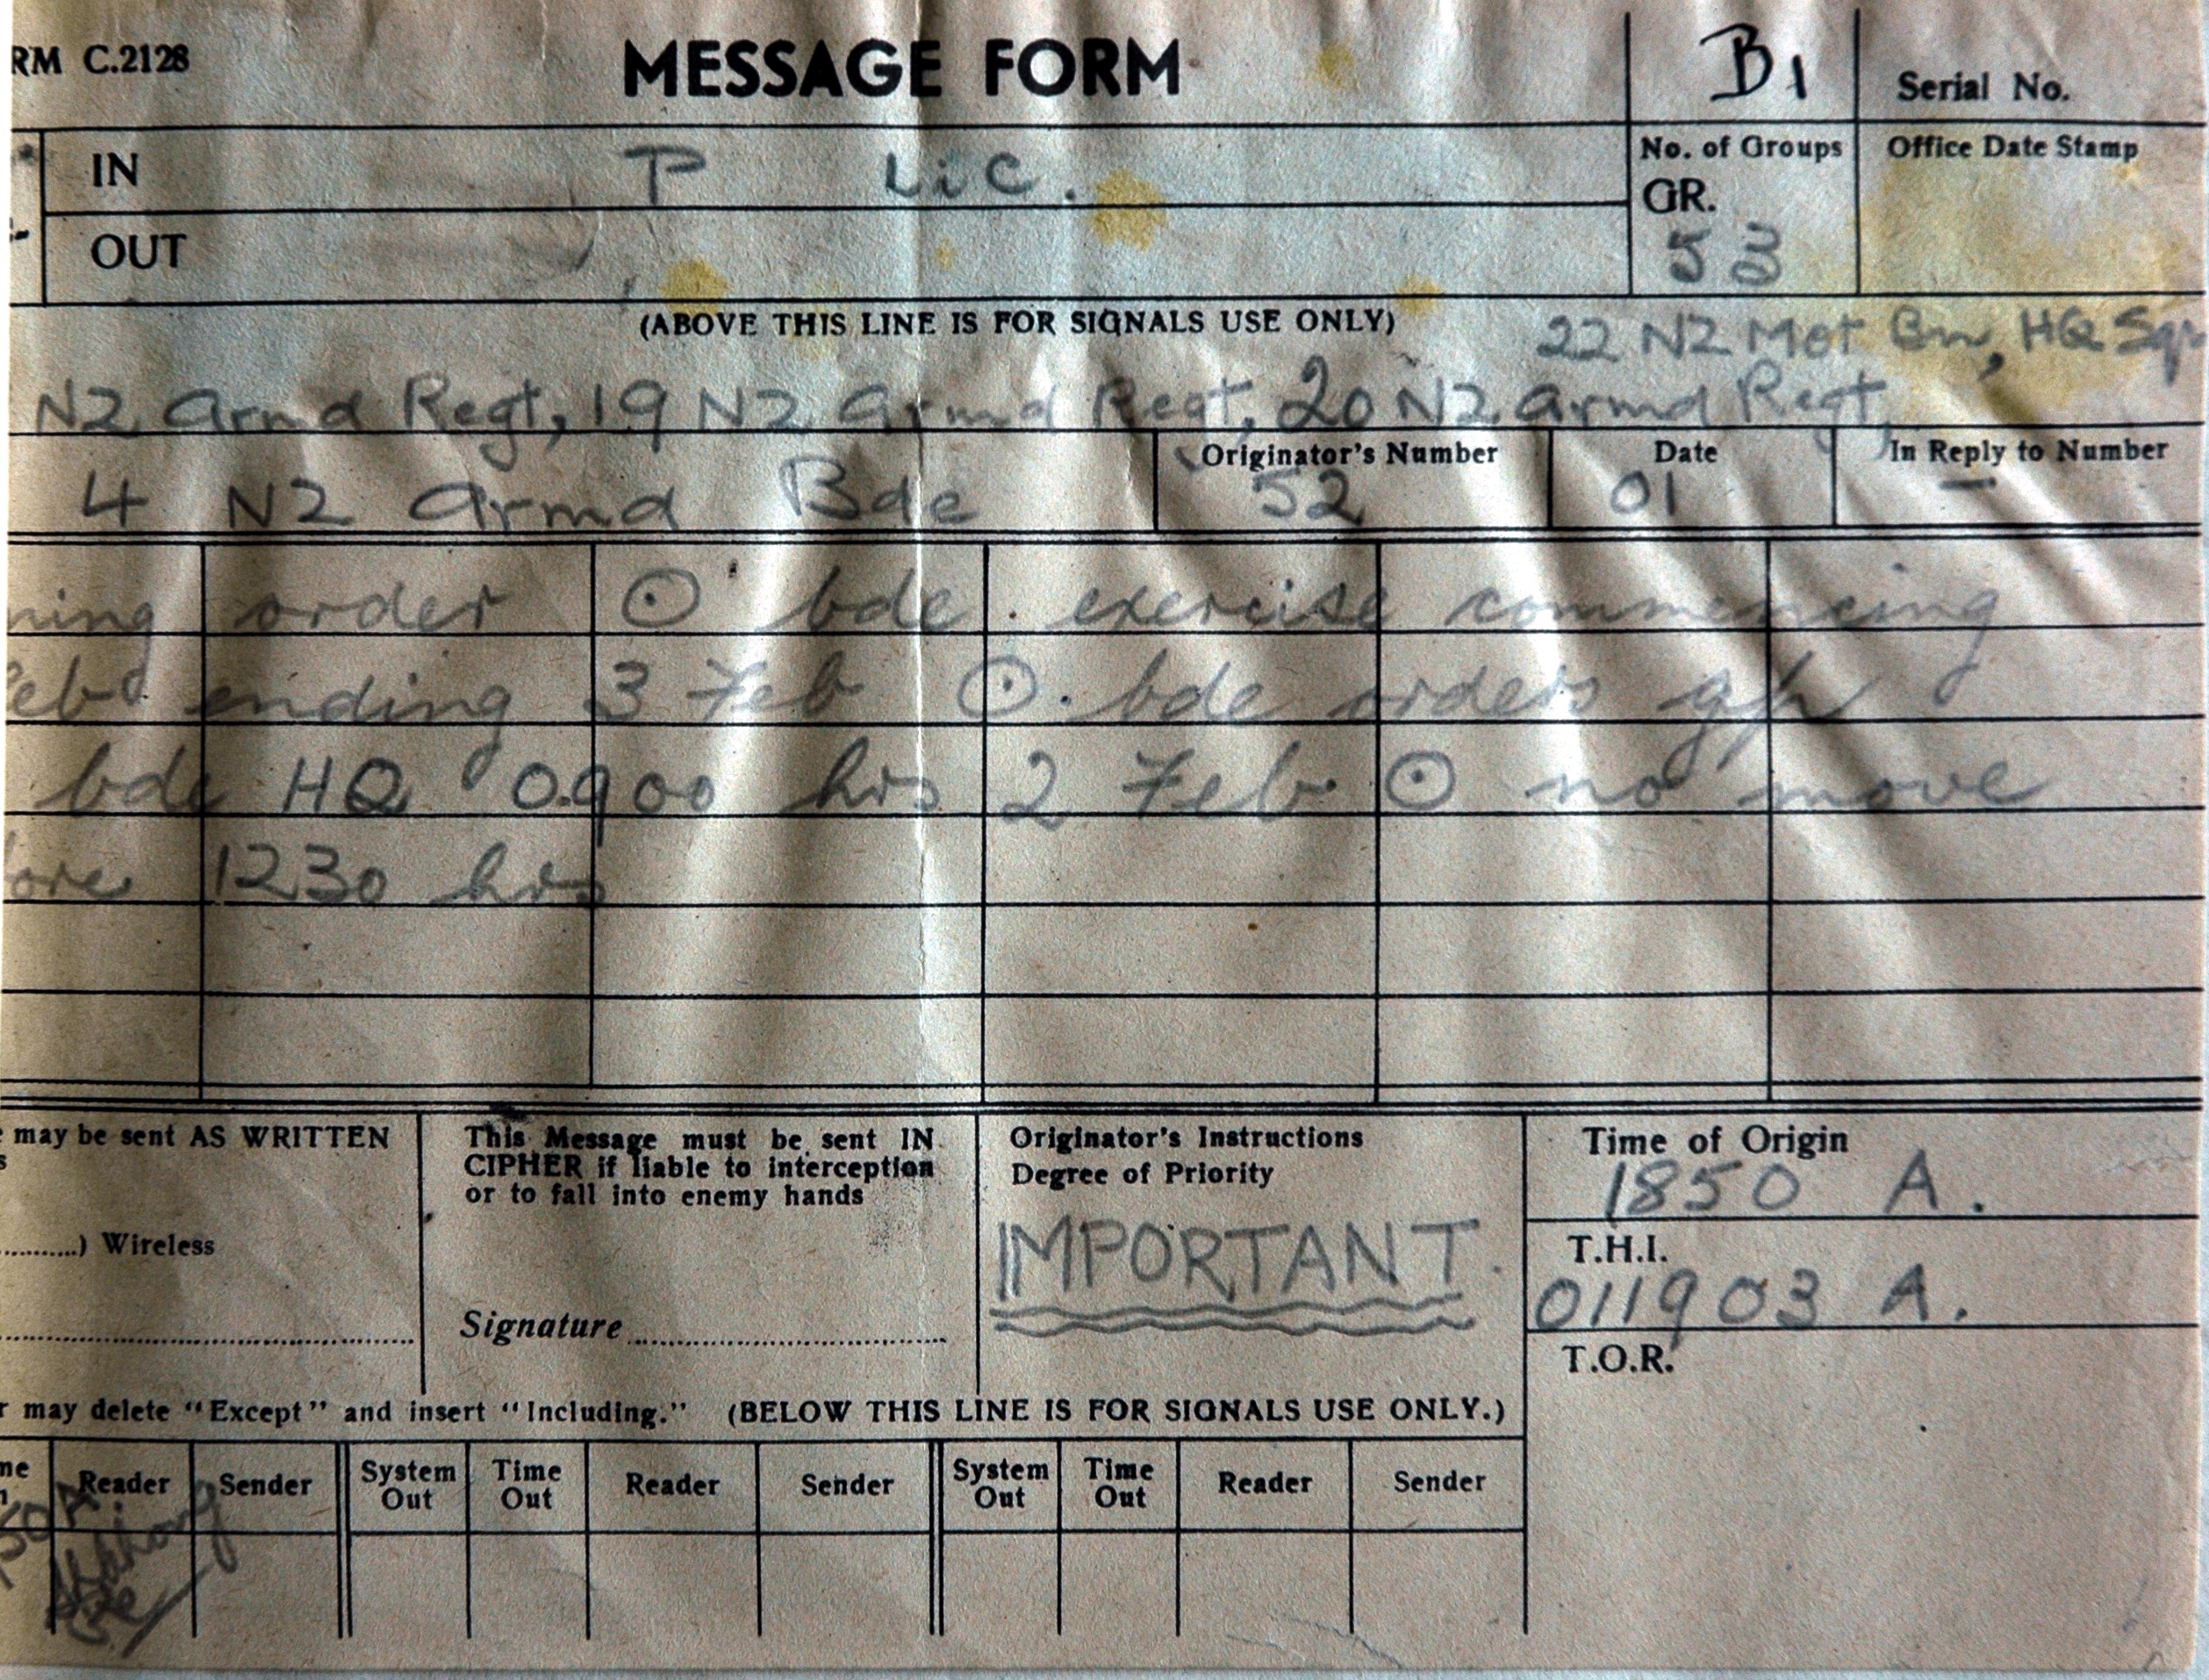 RM C.2128
MESSAGE FORM
B1
Serial No.
IN
P LiC.
No. of Groups
Office Date Stamp
GR.
53
OUT
(ABOVE THIS LINE IS FOR SIGNALS USE ONLY)
22 NZ Mot Bn, HQ Sqn
NZ Armd Regt, 19 NZ Armd Regt, 20 NZ Armd Regt,
Originator's Number
Date
In Reply to Number
4 NZ Armd Bde
52
01
—
ning order ⊙ bde exercise commencing
eb ending 3 Feb ⊙ bde orders gp
bde HQ 0900 hrs 2 Feb ⊙ no move
ore 1230 hrs
may be sent AS WRITTEN
s
..........) Wireless
This Message must be sent IN
CIPHER if liable to interception
or to fall into enemy hands
Signature
Originator's Instructions
Degree of Priority
IMPORTANT.
Time of Origin
1850 A.
T.H.I.
011903 A.
T.O.R.
r may delete "Except" and insert "Including." (BELOW THIS LINE IS FOR SIGNALS USE ONLY.)
me Reader Sender System Out Time Out Reader Sender System Out Time Out Reader Sender
50A